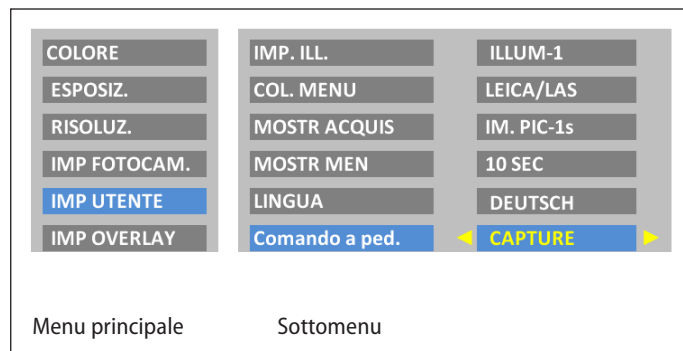 COLORE IMP. ILL. ILLUM-1
ESPOSIZ. COL. MENU LEICA/LAS
RISOLUZ. MOSTR ACQUIS IM. PIC-1s
IMP FOTOCAM. MOSTR MEN 10 SEC
IMP UTENTE LINGUA DEUTSCH
IMP OVERLAY Comando a ped. CAPTURE
Menu principale Sottomenu